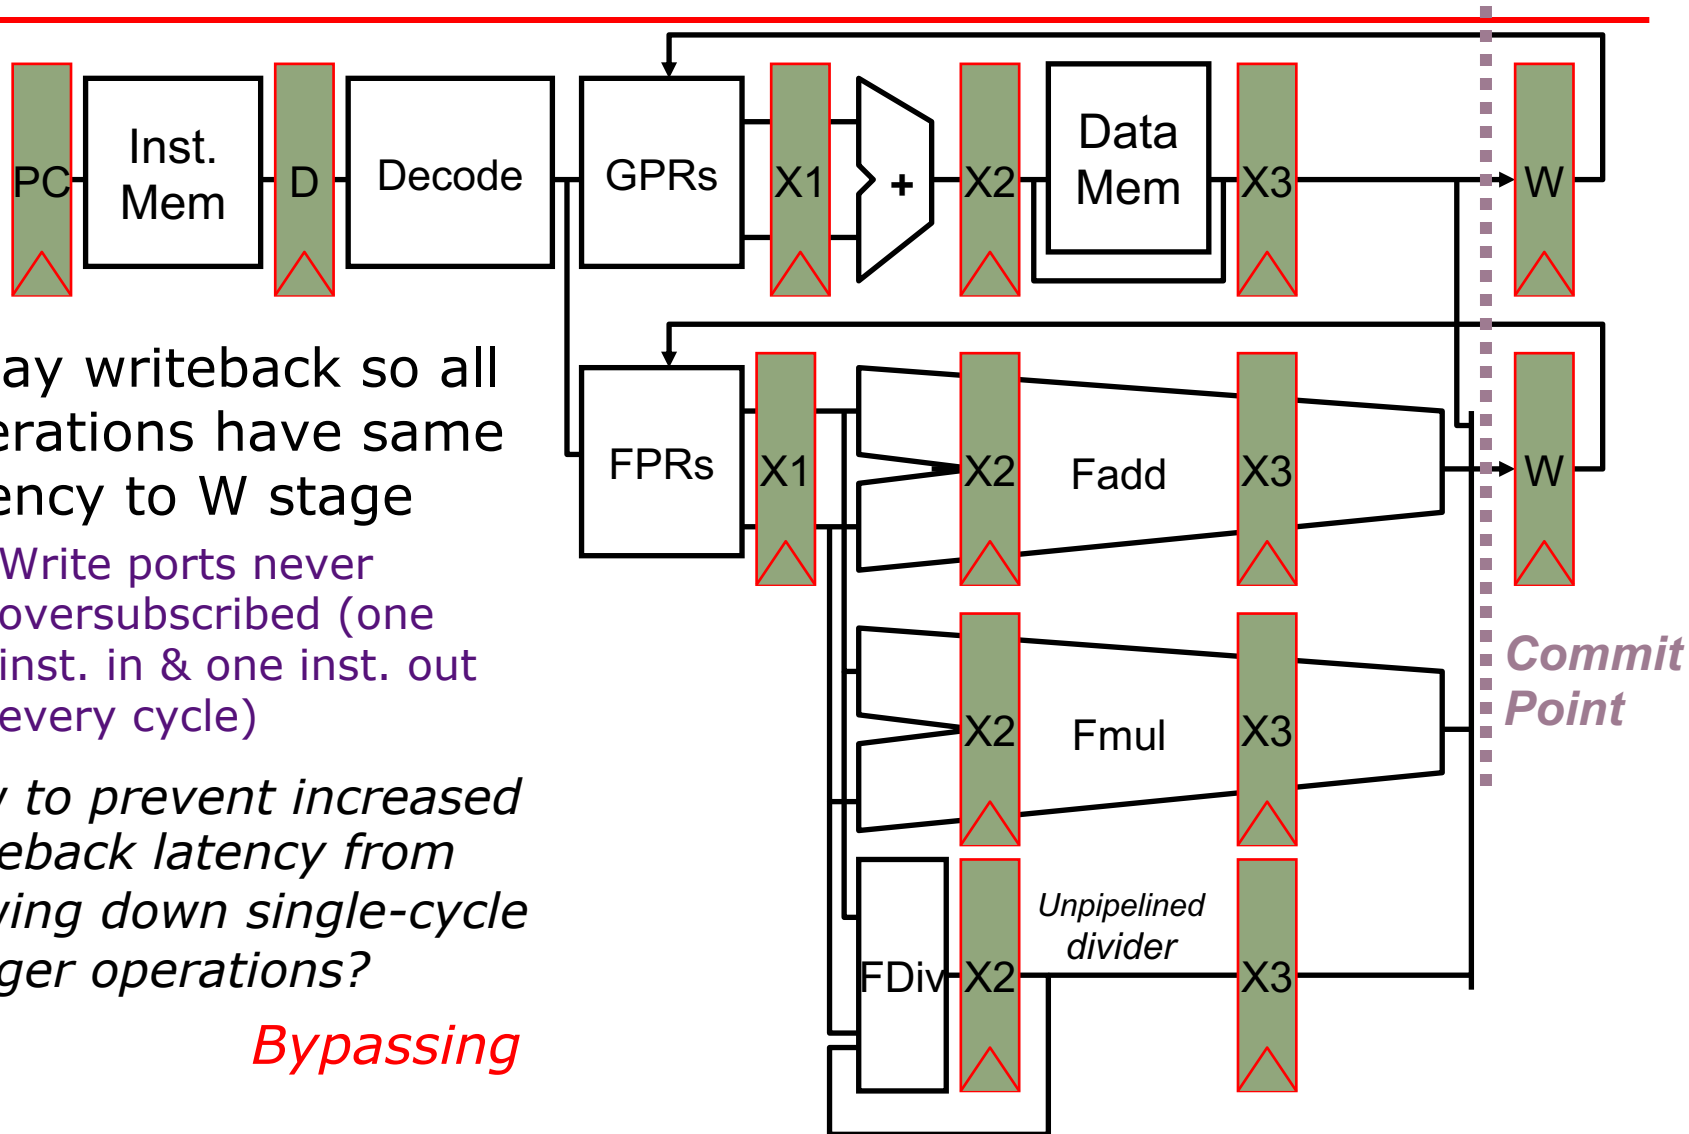 PC
Inst.
Mem
D
Decode
GPRs
X1
+
X2
Data
Mem
X3
W
ay writeback so all
erations have same
ency to W stage
Write ports never
oversubscribed (one
inst. in & one inst. out
every cycle)
to prevent increased
eback latency from
ing down single-cycle
ger operations?
Bypassing
FPRs
X1
X2
Fadd
X3
W
X2
Fmul
X3
Commit
Point
FDiv
X2
Unpipelined
divider
X3